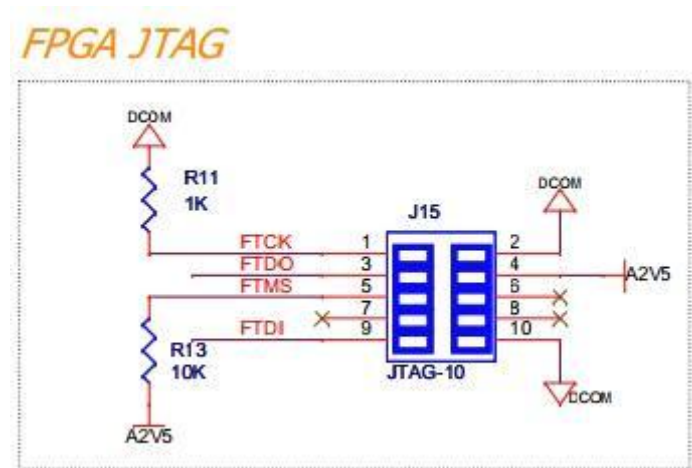 FPGA JTAG
DCOM
R11
1K
DCOM
J15
FTCK 1 2
FTDO 3 4 A2V5
FTMS 5 6
7 8
FTDI 9 10
R13
10K
JTAG-10
DCOM
A2V5